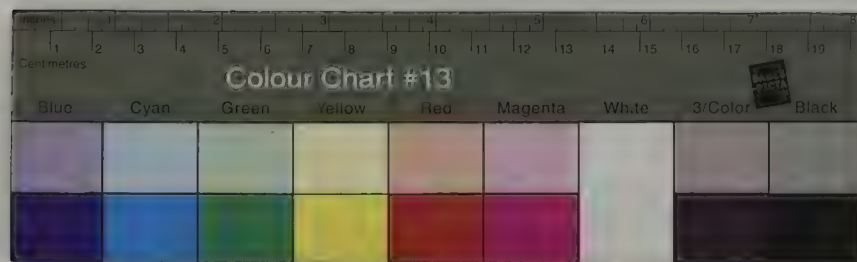 Inches 1 2 3 4 5 6 7 8
1 2 3 4 5 6 7 8 9 10 11 12 13 14 15 16 17 18 19
Centimetres
Colour Chart #13
Blue Cyan Green Yellow Red Magenta White 3/Color Black